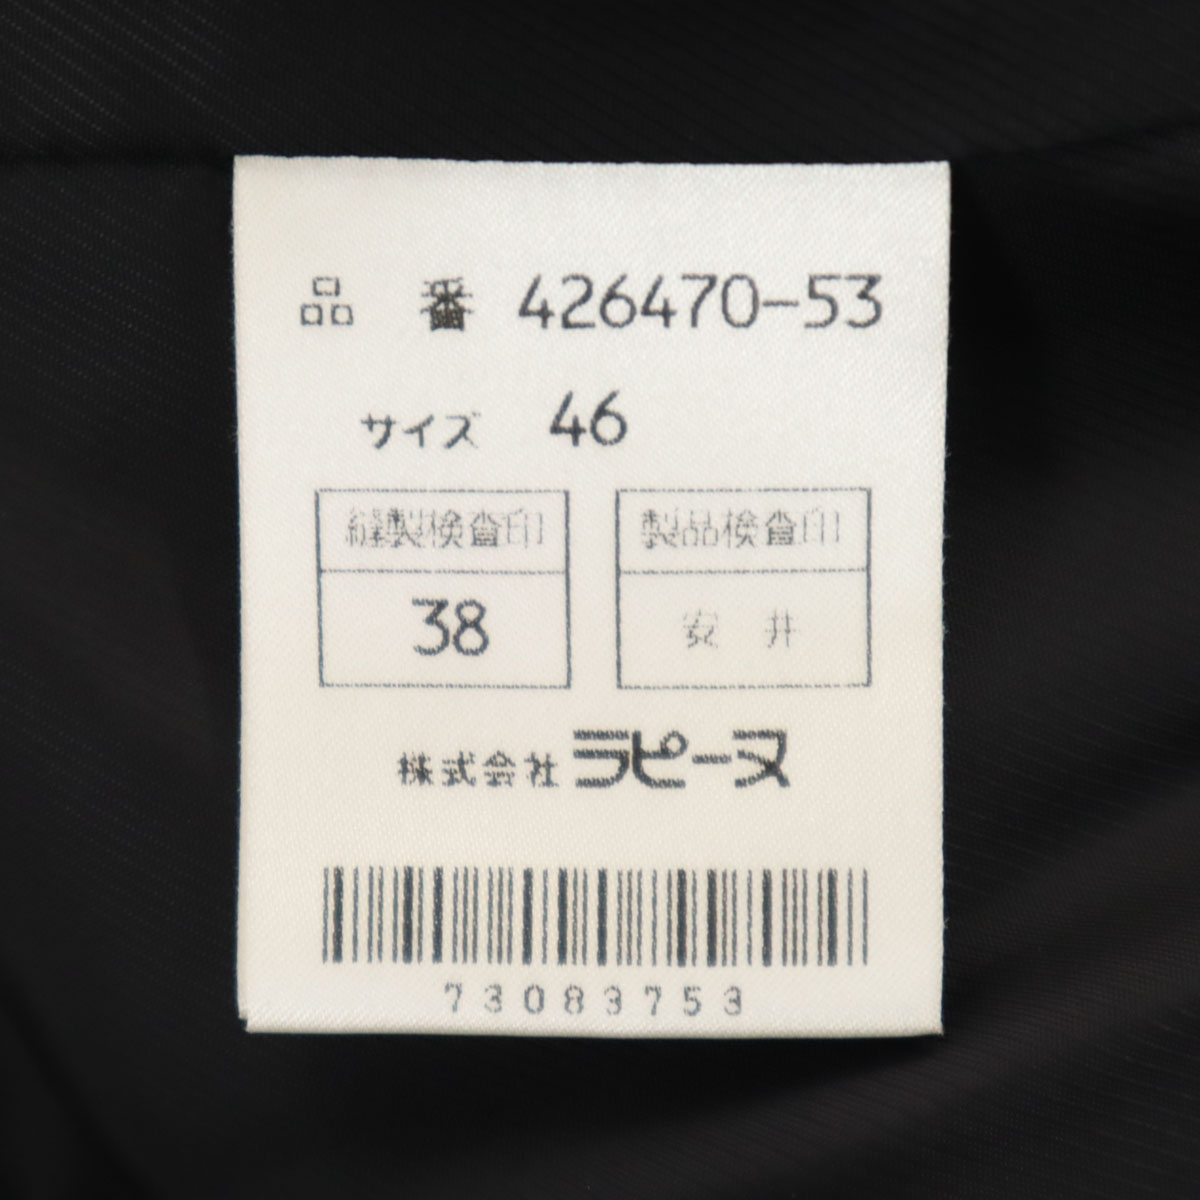 品 番 426470-53
サイズ 46
縫製検査印 製品検査印
38 安 井
株式会社 ラピーヌ
73083753